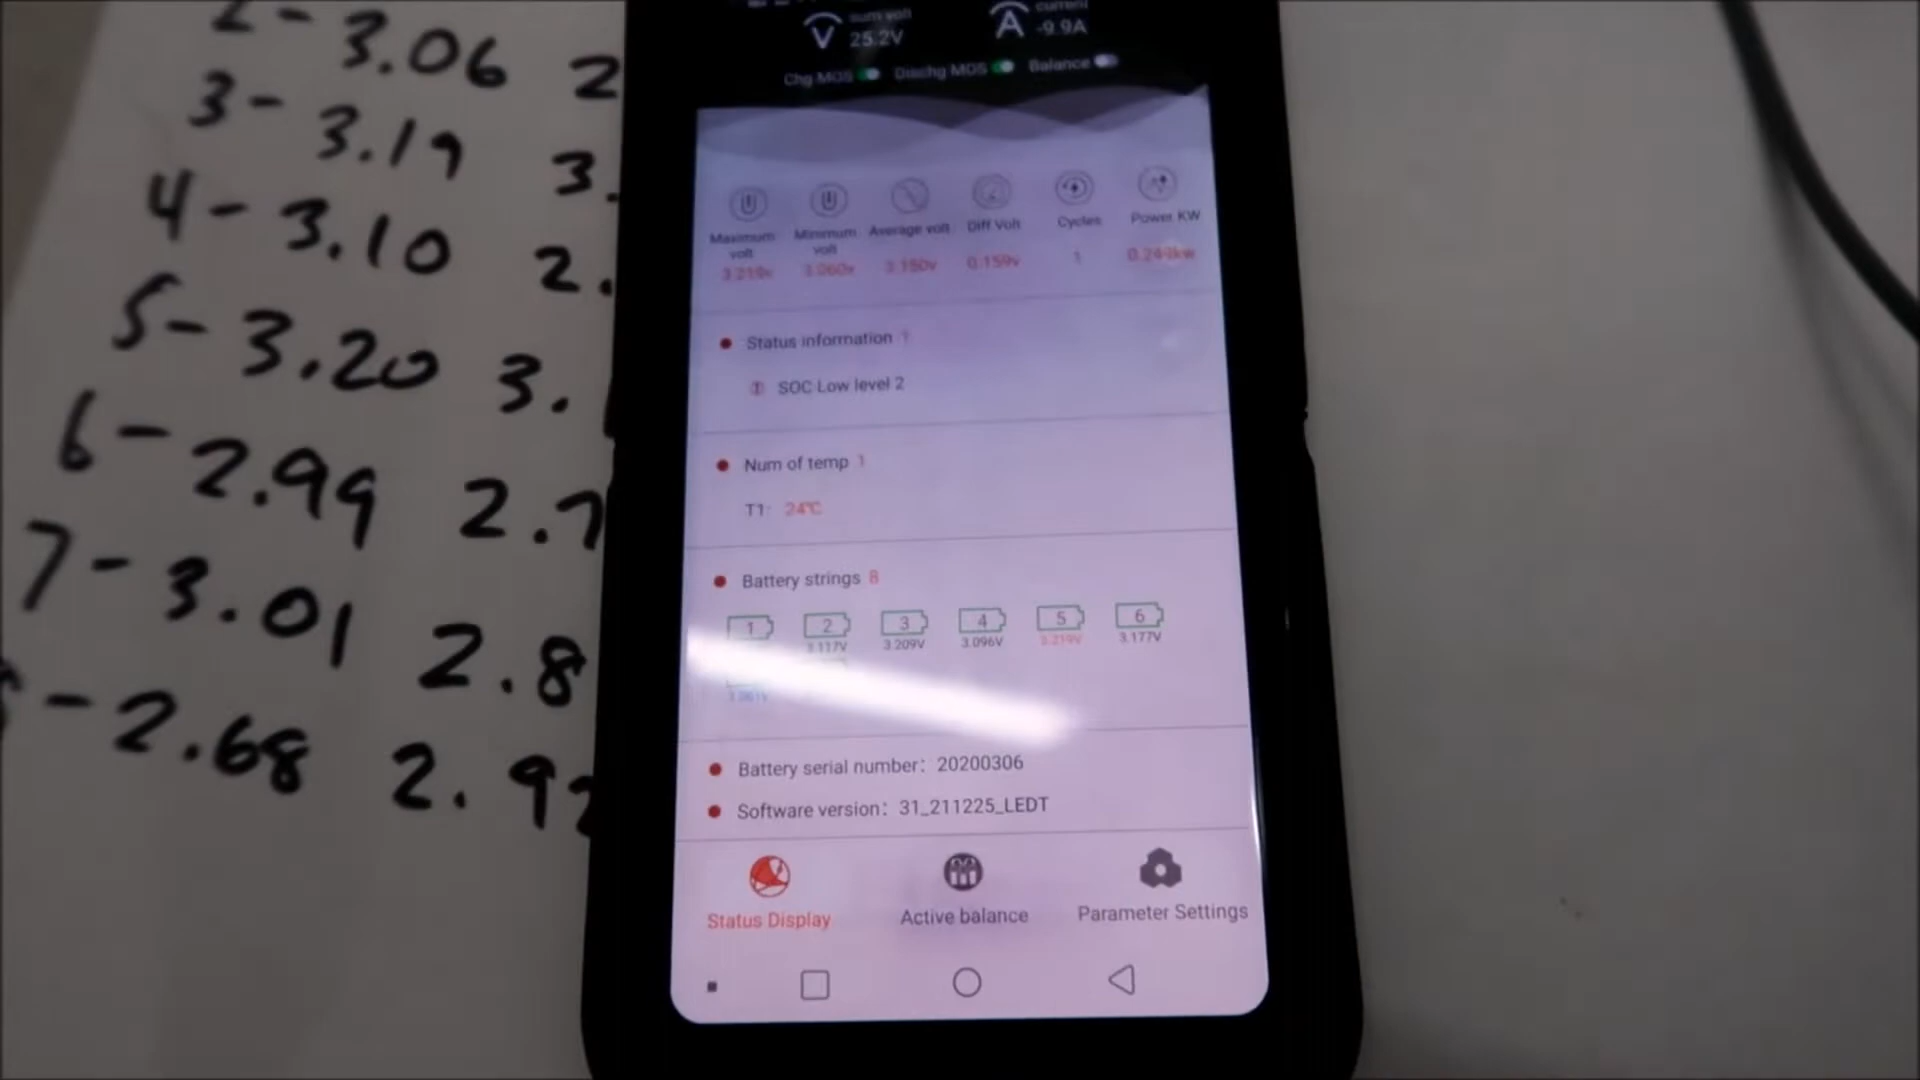 2 - 3.06 2
3 - 3.19 3.
4 - 3.10 2.
5 - 3.20 3.
6 - 2.99 2.7
7 - 3.01 2.8
- 2.68 2.92
sum volt current
25.2V -9.9A
Chg MOS Dischg MOS Balance
Maximum volt Minimum volt Average volt Diff Volt Cycles Power KW
3.219v 3.060v 3.150v 0.159v 1 0.249kw
Status information 1
SOC Low level 2
Num of temp 1
T1: 24℃
Battery strings 8
1 2 3 4 5 6
3.117V 3.209V 3.096V 3.219V 3.177V
Battery serial number: 20200306
Software version: 31_211225_LEDT
Status Display Active balance Parameter Settings